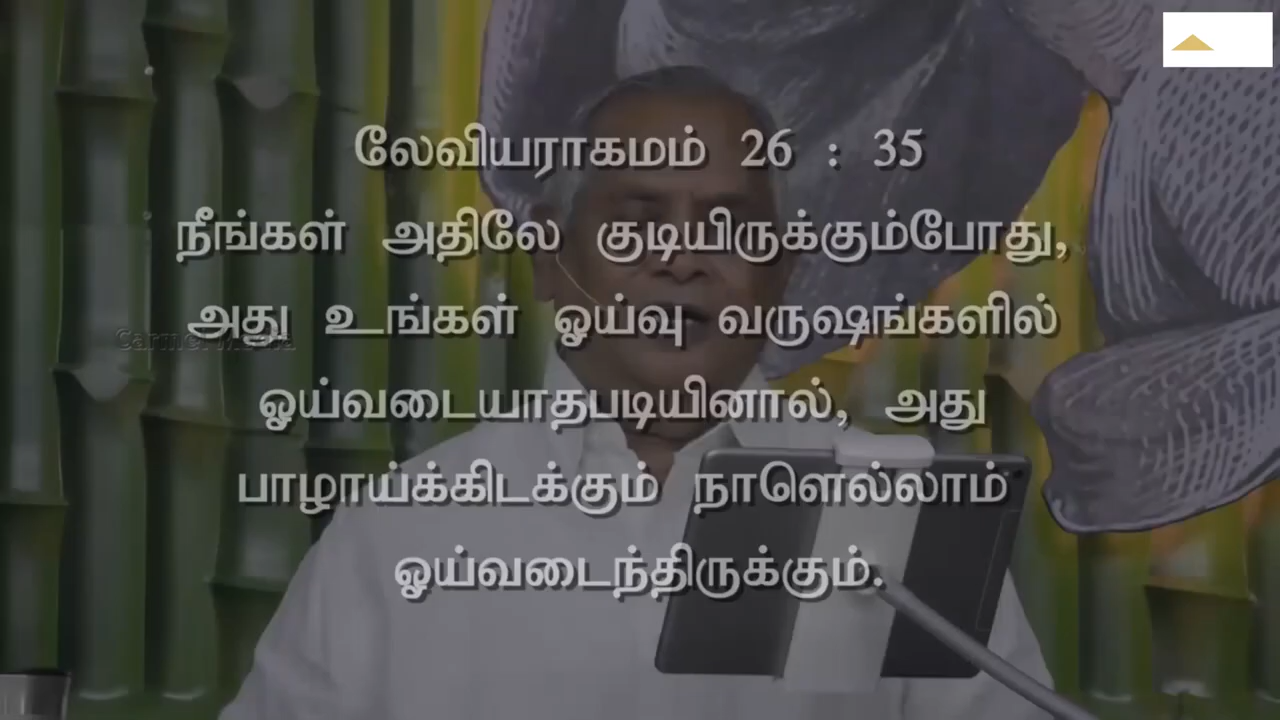 லேவியராகமம் 26 : 35
நீங்கள் அதிலே குடியிருக்கும்போது,
அது உங்கள் ஓய்வு வருஷங்களில்
ஓய்வடையாதபடியினால், அது
பாழாய்க்கிடக்கும் நாளெல்லாம்
ஓய்வடைந்திருக்கும்.
Carmel